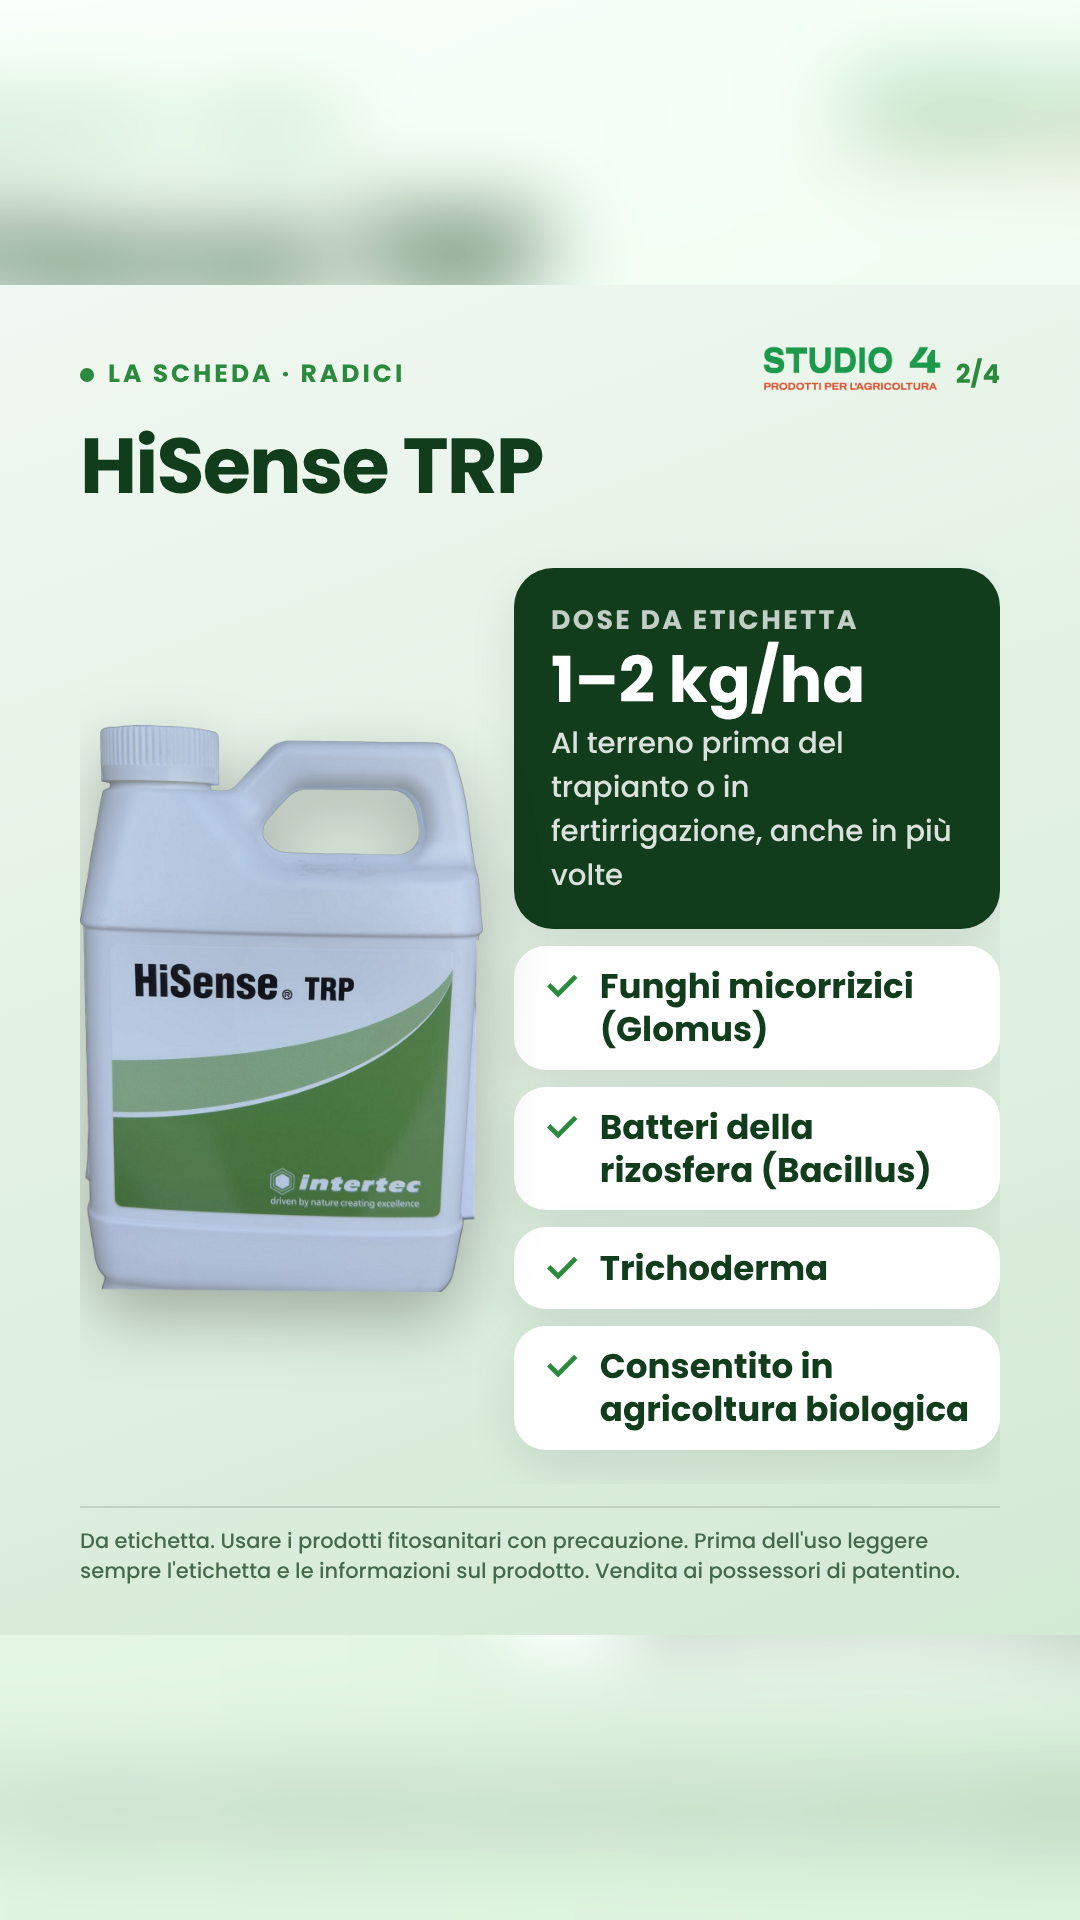 LA SCHEDA · RADICI
STUDIO 4
PRODOTTI PER L'AGRICOLTURA
2/4
HiSense TRP
DOSE DA ETICHETTA
1–2 kg/ha
Al terreno prima del
trapianto o in
fertirrigazione, anche in più
volte
HiSense® TRP
intertec
driven by nature creating excellence
Funghi micorrizici
(Glomus)
Batteri della
rizosfera (Bacillus)
Trichoderma
Consentito in
agricoltura biologica
Da etichetta. Usare i prodotti fitosanitari con precauzione. Prima dell'uso leggere
sempre l'etichetta e le informazioni sul prodotto. Vendita ai possessori di patentino.